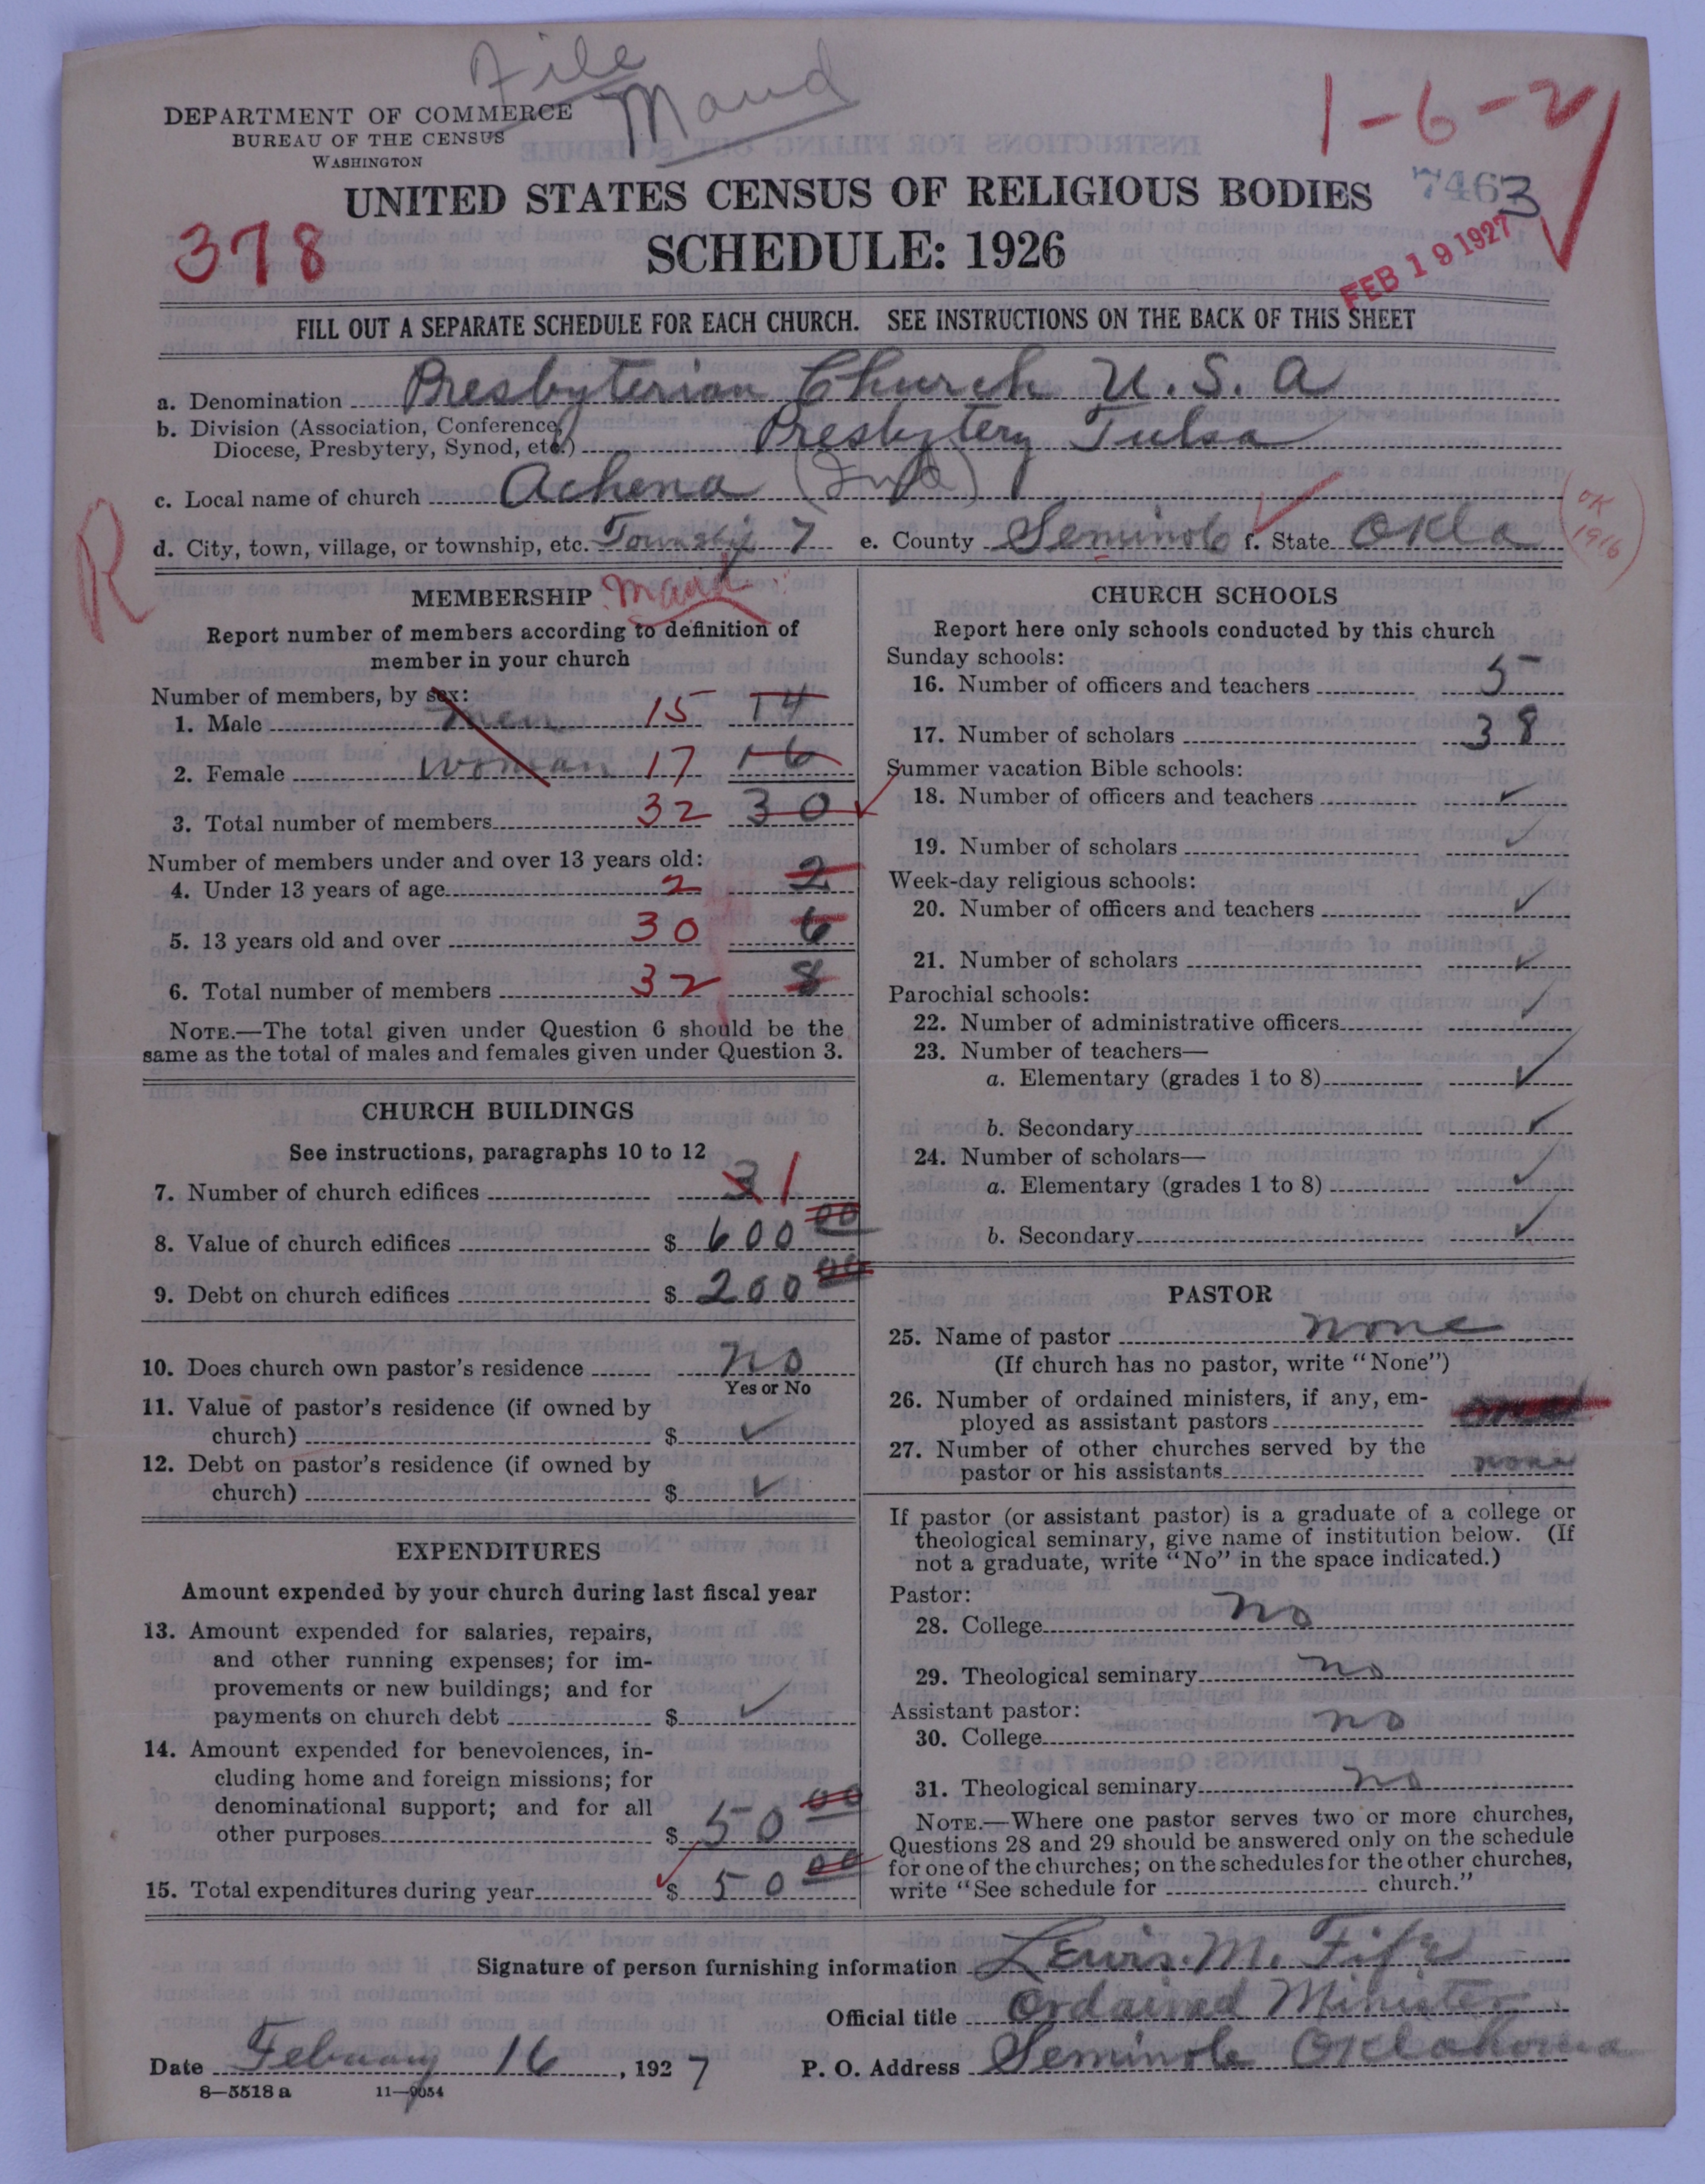 File
Maud
1-6-2
DEPARTMENT OF COMMERCE
BUREAU OF THE CENSUS
WASHINGTON
UNITED STATES CENSUS OF RELIGIOUS BODIES
7463
378
SCHEDULE: 1926
FEB 19 1927
FILL OUT A SEPARATE SCHEDULE FOR EACH CHURCH. SEE INSTRUCTIONS ON THE BACK OF THIS SHEET
a. Denomination Presbyterian Church U.S.A
b. Division (Association, Conference, Diocese, Presbytery, Synod, etc.) Presbytery Tulsa
c. Local name of church Achena
d. City, town, village, or township, etc. Township 7 e. County Seminole f. State Okla
OK 1916
R
MEMBERSHIP Maud
Report number of members according to definition of
member in your church
Number of members, by sex:
1. Male men 15 14
2. Female woman 17 16
3. Total number of members 32 30
Number of members under and over 13 years old:
4. Under 13 years of age 2 2
5. 13 years old and over 30 6
6. Total number of members 32 8
NOTE.—The total given under Question 6 should be the
same as the total of males and females given under Question 3.
CHURCH BUILDINGS
See instructions, paragraphs 10 to 12
7. Number of church edifices 3 1
8. Value of church edifices $ 600 00
9. Debt on church edifices $ 200 00
10. Does church own pastor's residence no
Yes or No
11. Value of pastor's residence (if owned by
church) $ ✓
12. Debt on pastor's residence (if owned by
church) $ ✓
EXPENDITURES
Amount expended by your church during last fiscal year
13. Amount expended for salaries, repairs,
and other running expenses; for im-
provements or new buildings; and for
payments on church debt $ ✓
14. Amount expended for benevolences, in-
cluding home and foreign missions; for
denominational support; and for all
other purposes $ 50 00
15. Total expenditures during year $ 50 00
CHURCH SCHOOLS
Report here only schools conducted by this church
Sunday schools:
16. Number of officers and teachers 5
17. Number of scholars 38
Summer vacation Bible schools:
18. Number of officers and teachers ✓
19. Number of scholars ✓
Week-day religious schools:
20. Number of officers and teachers ✓
21. Number of scholars ✓
Parochial schools:
22. Number of administrative officers ✓
23. Number of teachers—
a. Elementary (grades 1 to 8) ✓
b. Secondary ✓
24. Number of scholars—
a. Elementary (grades 1 to 8) ✓
b. Secondary ✓
PASTOR
25. Name of pastor none
(If church has no pastor, write "None")
26. Number of ordained ministers, if any, em-
ployed as assistant pastors
27. Number of other churches served by the
pastor or his assistants none
If pastor (or assistant pastor) is a graduate of a college or
theological seminary, give name of institution below. (If
not a graduate, write "No" in the space indicated.)
Pastor:
28. College no
29. Theological seminary no
Assistant pastor:
30. College no
31. Theological seminary no
NOTE.—Where one pastor serves two or more churches,
Questions 28 and 29 should be answered only on the schedule
for one of the churches; on the schedules for the other churches,
write "See schedule for church."
Signature of person furnishing information Lewis. M. Fife
Official title Ordained Minister
Date February 16, 1927 P. O. Address Seminole Oklahoma
8—5518 a 11—9054